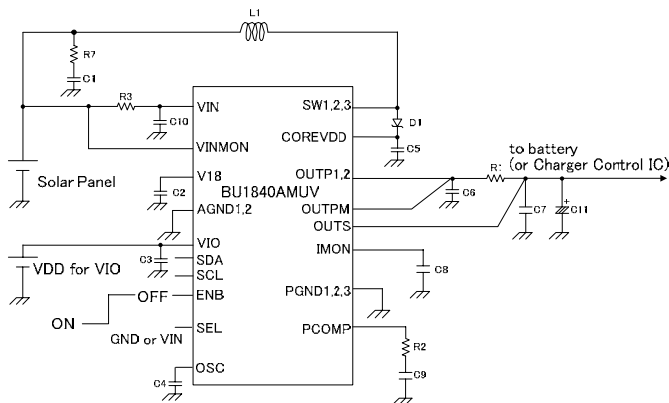 L1
R7
C1
R3
C10
VIN
VINMON
V18
C2
AGND1,2
VIO
C3
SDA
SCL
ENB
SEL
OSC
C4
Solar Panel
VDD for VIO
ON
OFF
GND or VIN
BU1840AMUV
SW1,2,3
COREVDD
OUTP1,2
OUTPM
OUTS
IMON
PGND1,2,3
PCOMP
D1
C5
C6
R1
to battery
(or Charger Control IC)
C7
C11
C8
R2
C9